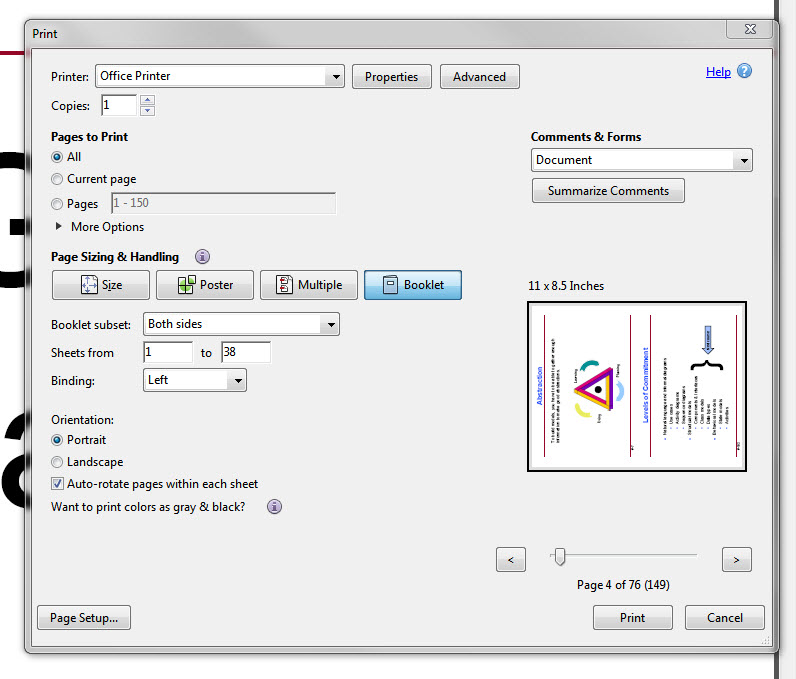 Print
Printer: Office Printer Properties Advanced Help
Copies: 1
Pages to Print
Comments & Forms
All
Document
Current page
Pages 1 - 150
Summarize Comments
More Options
Page Sizing & Handling
Size Poster Multiple Booklet
11 x 8.5 Inches
Booklet subset: Both sides
Sheets from 1 to 38
Binding: Left
Abstraction
Levels of Commitment
Orientation:
Portrait
Landscape
Auto-rotate pages within each sheet
Want to print colors as gray & black?
< >
Page 4 of 76 (149)
Page Setup... Print Cancel